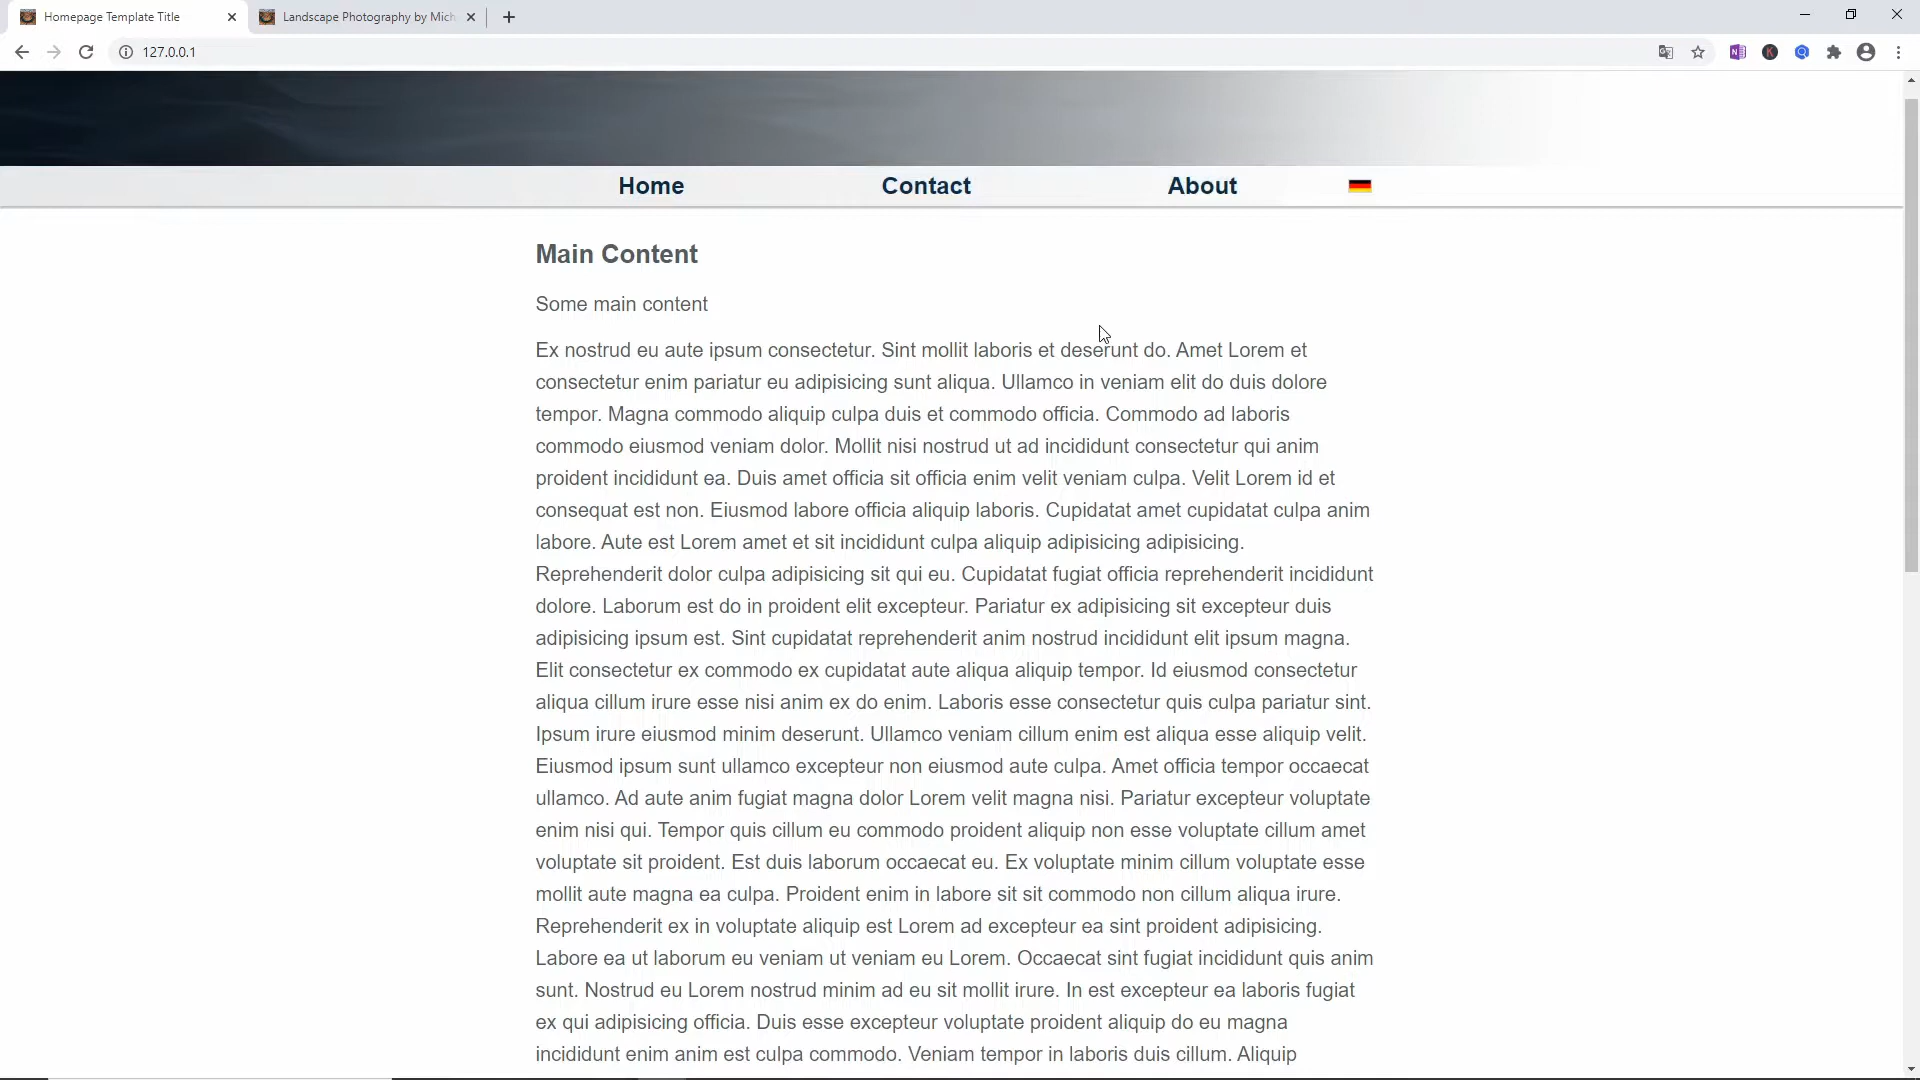 Homepage Template Title
Landscape Photography by Mich
127.0.0.1
Home Contact About
Main Content
Some main content
Ex nostrud eu aute ipsum consectetur. Sint mollit laboris et deserunt do. Amet Lorem et
consectetur enim pariatur eu adipisicing sunt aliqua. Ullamco in veniam elit do duis dolore
tempor. Magna commodo aliquip culpa duis et commodo officia. Commodo ad laboris
commodo eiusmod veniam dolor. Mollit nisi nostrud ut ad incididunt consectetur qui anim
proident incididunt ea. Duis amet officia sit officia enim velit veniam culpa. Velit Lorem id et
consequat est non. Eiusmod labore officia aliquip laboris. Cupidatat amet cupidatat culpa anim
labore. Aute est Lorem amet et sit incididunt culpa aliquip adipisicing adipisicing.
Reprehenderit dolor culpa adipisicing sit qui eu. Cupidatat fugiat officia reprehenderit incididunt
dolore. Laborum est do in proident elit excepteur. Pariatur ex adipisicing sit excepteur duis
adipisicing ipsum est. Sint cupidatat reprehenderit anim nostrud incididunt elit ipsum magna.
Elit consectetur ex commodo ex cupidatat aute aliqua aliquip tempor. Id eiusmod consectetur
aliqua cillum irure esse nisi anim ex do enim. Laboris esse consectetur quis culpa pariatur sint.
Ipsum irure eiusmod minim deserunt. Ullamco veniam cillum enim est aliqua esse aliquip velit.
Eiusmod ipsum sunt ullamco excepteur non eiusmod aute culpa. Amet officia tempor occaecat
ullamco. Ad aute anim fugiat magna dolor Lorem velit magna nisi. Pariatur excepteur voluptate
enim nisi qui. Tempor quis cillum eu commodo proident aliquip non esse voluptate cillum amet
voluptate sit proident. Est duis laborum occaecat eu. Ex voluptate minim cillum voluptate esse
mollit aute magna ea culpa. Proident enim in labore sit sit commodo non cillum aliqua irure.
Reprehenderit ex in voluptate aliquip est Lorem ad excepteur ea sint proident adipisicing.
Labore ea ut laborum eu veniam ut veniam eu Lorem. Occaecat sint fugiat incididunt quis anim
sunt. Nostrud eu Lorem nostrud minim ad eu sit mollit irure. In est excepteur ea laboris fugiat
ex qui adipisicing officia. Duis esse excepteur voluptate proident aliquip do eu magna
incididunt enim anim est culpa commodo. Veniam tempor in laboris duis cillum. Aliquip